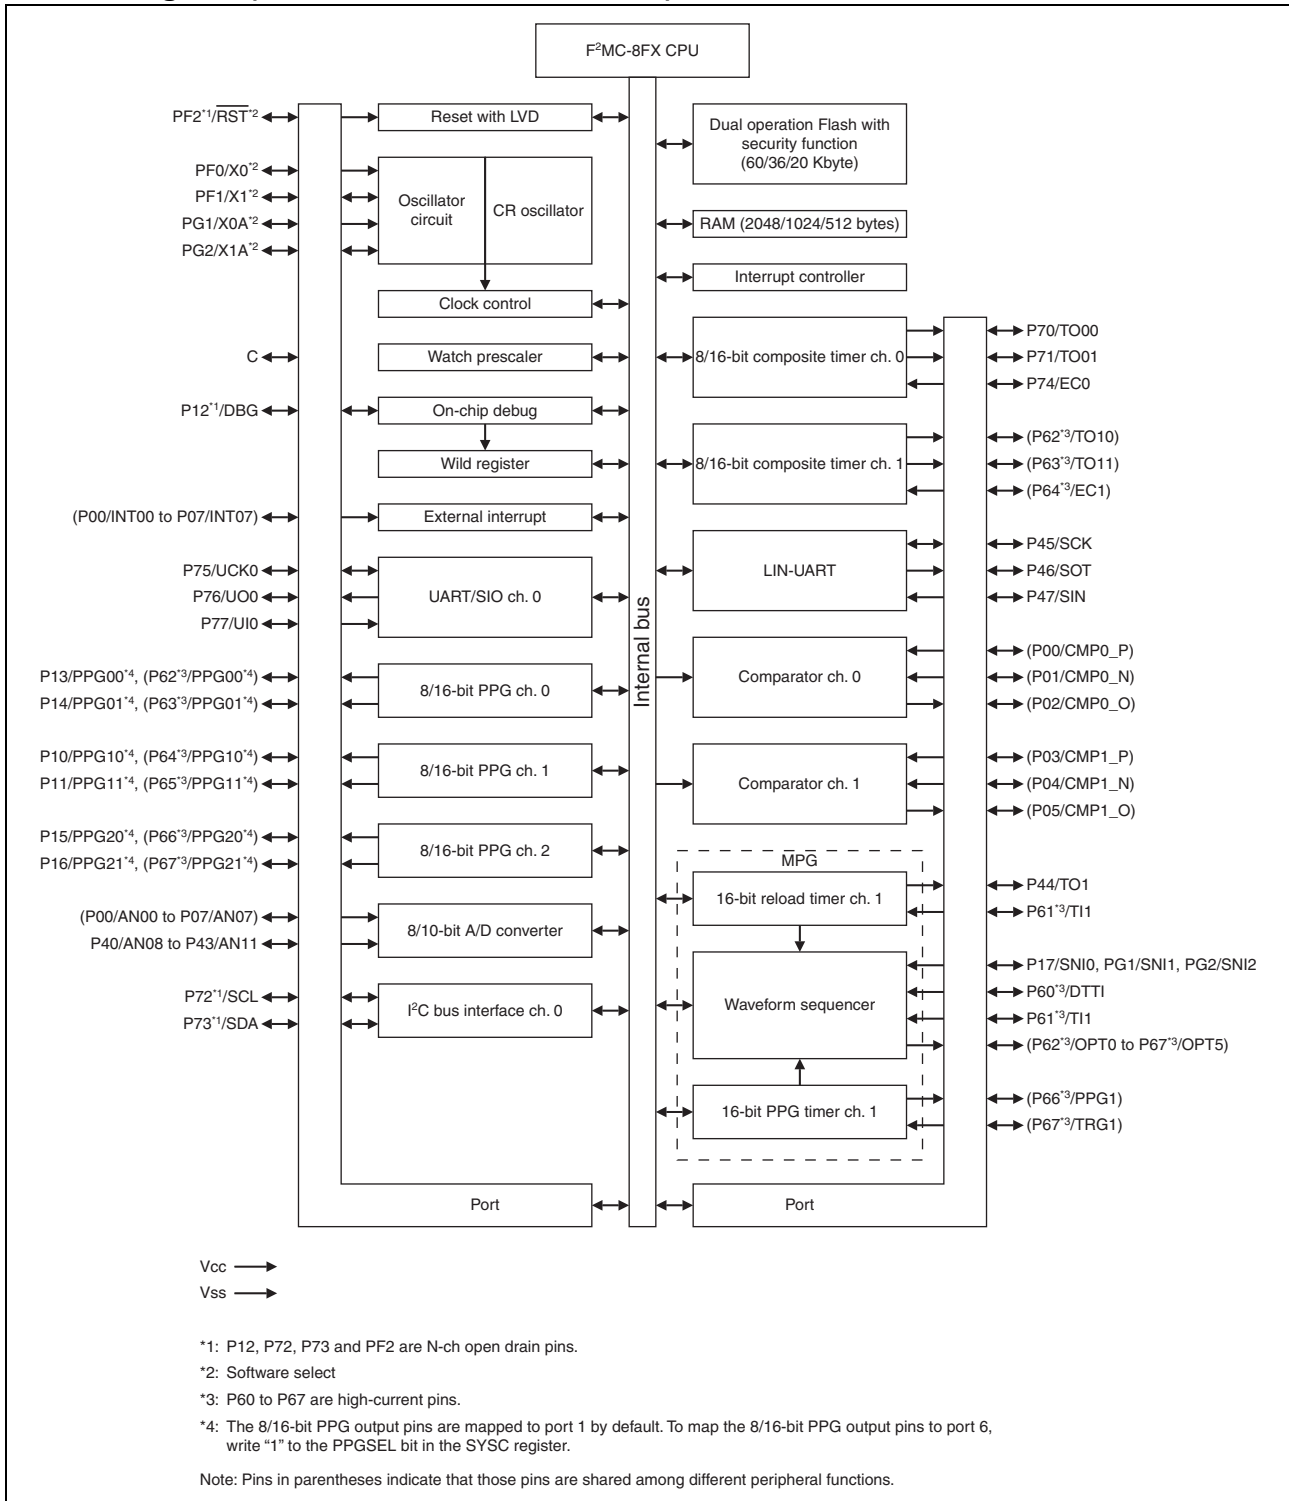 F²MC-8FX CPU
PF2*1/RST*2
Reset with LVD
Dual operation Flash with
security function
(60/36/20 Kbyte)
PF0/X0*2
PF1/X1*2
PG1/X0A*2
PG2/X1A*2
Oscillator
circuit
CR oscillator
RAM (2048/1024/512 bytes)
Interrupt controller
Clock control
C
Watch prescaler
8/16-bit composite timer ch. 0
P70/TO00
P71/TO01
P74/EC0
P12*1/DBG
On-chip debug
Wild register
8/16-bit composite timer ch. 1
(P62*3/TO10)
(P63*3/TO11)
(P64*3/EC1)
(P00/INT00 to P07/INT07)
External interrupt
P75/UCK0
P76/UO0
P77/UI0
UART/SIO ch. 0
LIN-UART
P45/SCK
P46/SOT
P47/SIN
Internal bus
P13/PPG00*4, (P62*3/PPG00*4)
P14/PPG01*4, (P63*3/PPG01*4)
8/16-bit PPG ch. 0
Comparator ch. 0
(P00/CMP0_P)
(P01/CMP0_N)
(P02/CMP0_O)
P10/PPG10*4, (P64*3/PPG10*4)
P11/PPG11*4, (P65*3/PPG11*4)
8/16-bit PPG ch. 1
Comparator ch. 1
(P03/CMP1_P)
(P04/CMP1_N)
(P05/CMP1_O)
P15/PPG20*4, (P66*3/PPG20*4)
P16/PPG21*4, (P67*3/PPG21*4)
8/16-bit PPG ch. 2
MPG
16-bit reload timer ch. 1
P44/TO1
P61*3/TI1
(P00/AN00 to P07/AN07)
P40/AN08 to P43/AN11
8/10-bit A/D converter
Waveform sequencer
P17/SNI0, PG1/SNI1, PG2/SNI2
P60*3/DTTI
P61*3/TI1
(P62*3/OPT0 to P67*3/OPT5)
P72*1/SCL
P73*1/SDA
I²C bus interface ch. 0
16-bit PPG timer ch. 1
(P66*3/PPG1)
(P67*3/TRG1)
Port
Port
Vcc
Vss
*1: P12, P72, P73 and PF2 are N-ch open drain pins.
*2: Software select
*3: P60 to P67 are high-current pins.
*4: The 8/16-bit PPG output pins are mapped to port 1 by default. To map the 8/16-bit PPG output pins to port 6,
write “1” to the PPGSEL bit in the SYSC register.
Note: Pins in parentheses indicate that those pins are shared among different peripheral functions.